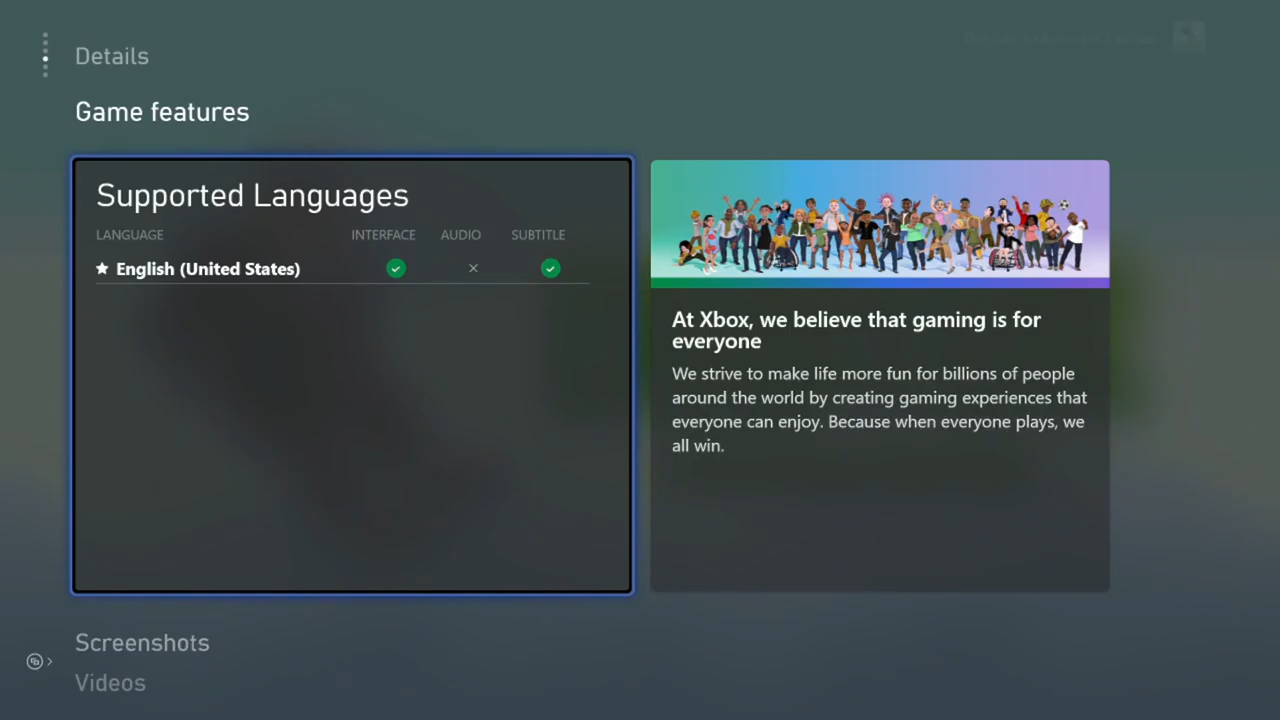 Details
Game features
Supported Languages
LANGUAGE INTERFACE AUDIO SUBTITLE
English (United States)
At Xbox, we believe that gaming is for
everyone
We strive to make life more fun for billions of people
around the world by creating gaming experiences that
everyone can enjoy. Because when everyone plays, we
all win.
Screenshots
Videos